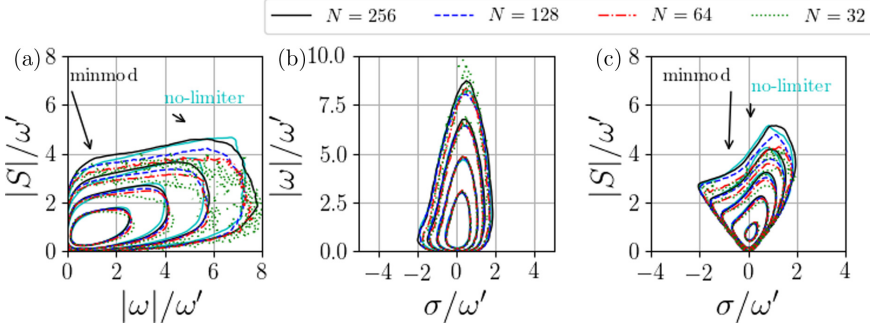 N = 256 N = 128 N = 64 N = 32
(a) 8 minmod no-limiter
6
4
2
0
0 2 4 6 8
|S|/ω′
|ω|/ω′
(b) 10.0
7.5
5.0
2.5
0.0
−4 −2 0 2 4
|ω|/ω′
σ/ω′
(c) 8 minmod no-limiter
6
4
2
0
−4 −2 0 2 4
|S|/ω′
σ/ω′